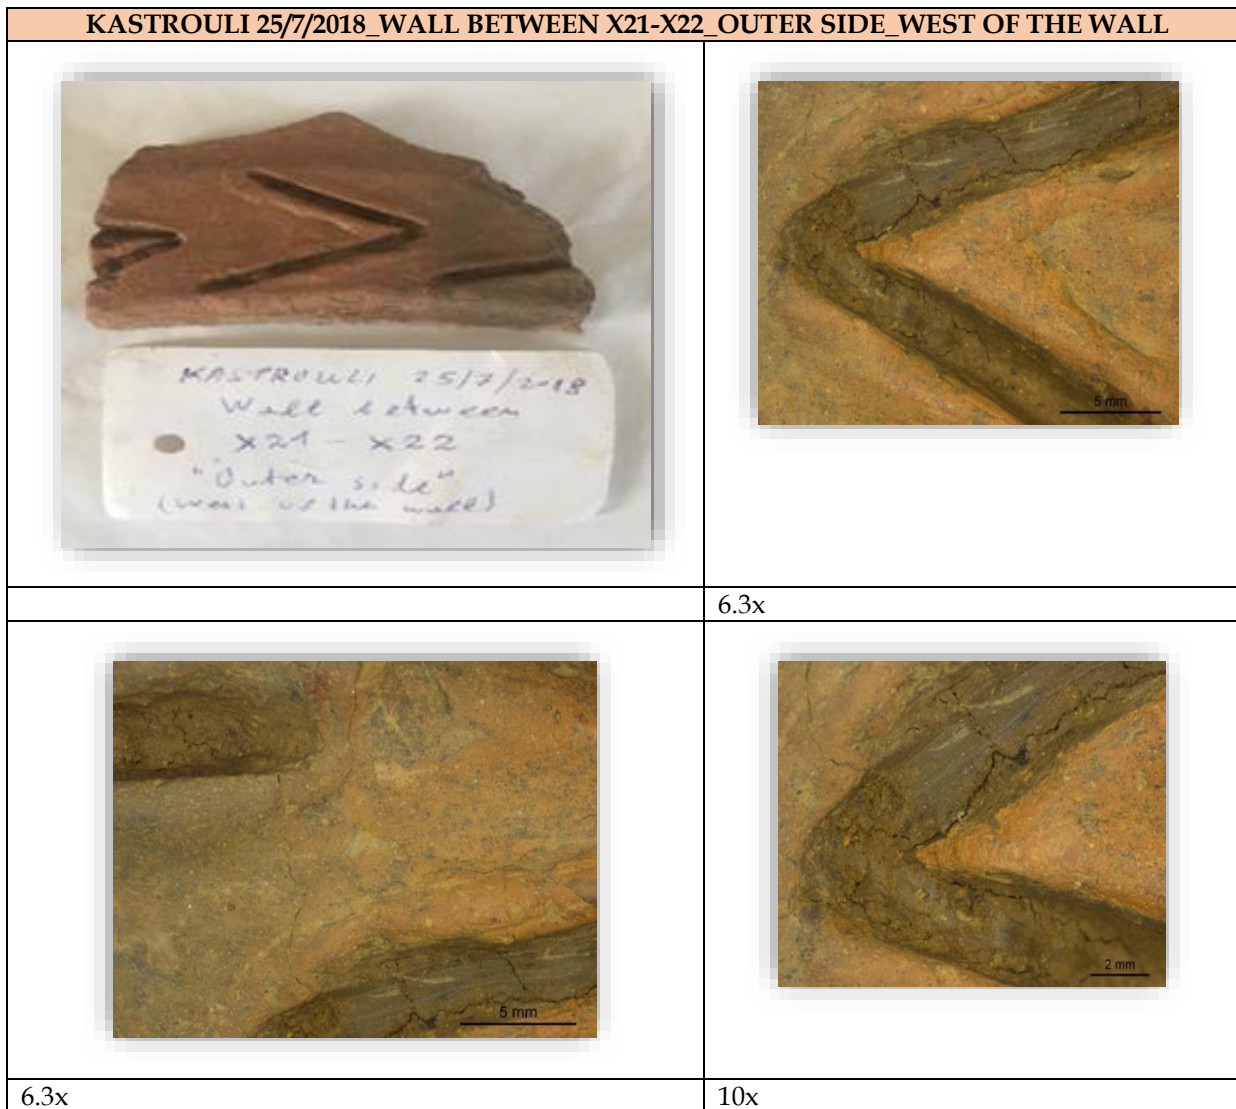 KASTROULI 25/7/2018_WALL BETWEEN X21-X22_OUTER SIDE_WEST OF THE WALL
KASTROULI 25/7/2018
Wall between
X21 - X22
"Outer side"
(West of the wall)
5 mm
6.3x
5 mm
2 mm
6.3x
10x